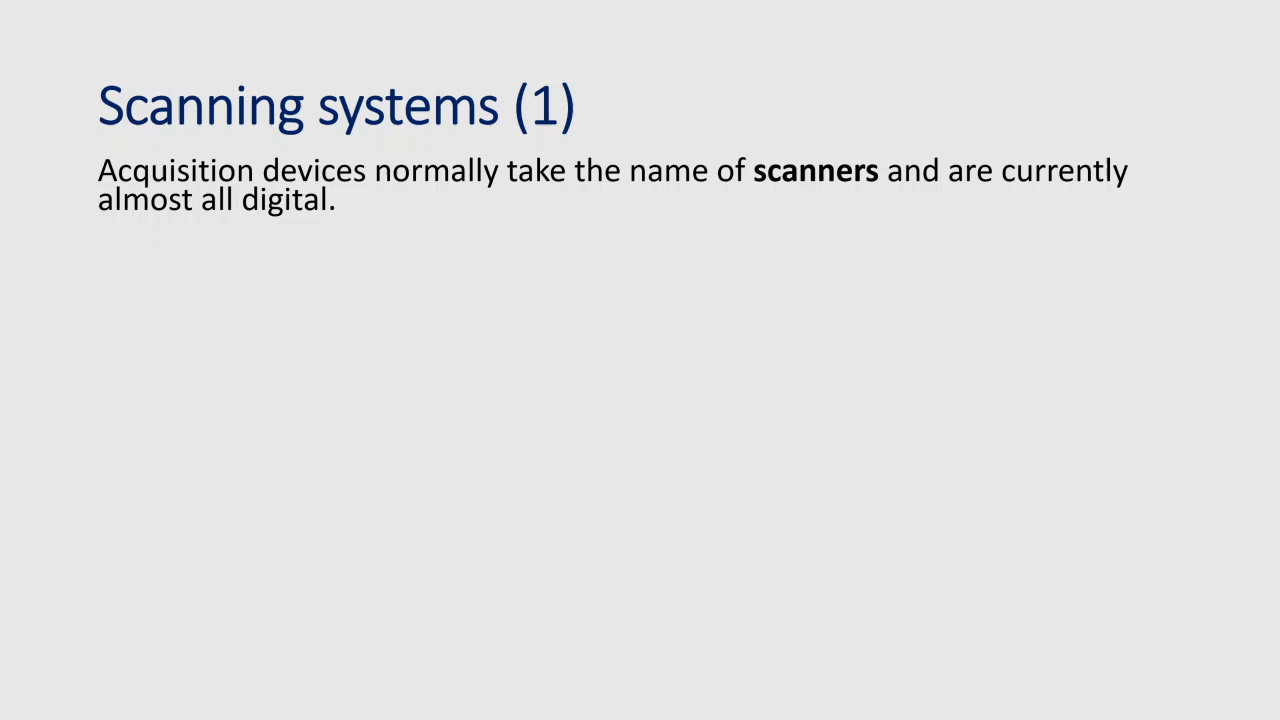 Scanning systems (1)
Acquisition devices normally take the name of scanners and are currently
almost all digital.